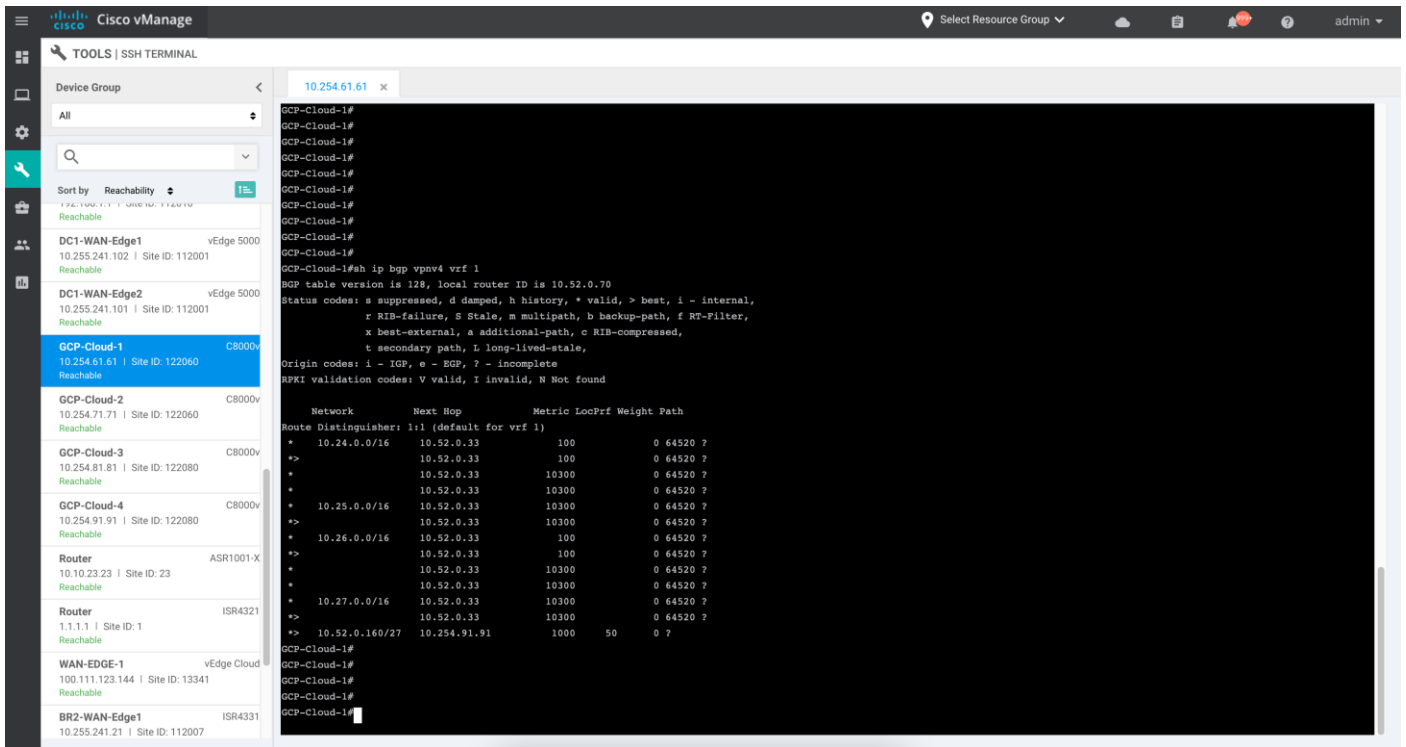 cisco Cisco vManage
Select Resource Group
999+
admin
TOOLS | SSH TERMINAL
Device Group
All
Sort by Reachability
Reachable
DC1-WAN-Edge1 vEdge 5000
10.255.241.102 | Site ID: 112001
Reachable
DC1-WAN-Edge2 vEdge 5000
10.255.241.101 | Site ID: 112001
Reachable
GCP-Cloud-1 C8000v
10.254.61.61 | Site ID: 122060
Reachable
GCP-Cloud-2 C8000v
10.254.71.71 | Site ID: 122060
Reachable
GCP-Cloud-3 C8000v
10.254.81.81 | Site ID: 122080
Reachable
GCP-Cloud-4 C8000v
10.254.91.91 | Site ID: 122080
Reachable
Router ASR1001-X
10.10.23.23 | Site ID: 23
Reachable
Router ISR4321
1.1.1.1 | Site ID: 1
Reachable
WAN-EDGE-1 vEdge Cloud
100.111.123.144 | Site ID: 13341
Reachable
BR2-WAN-Edge1 ISR4331
10.255.241.21 | Site ID: 112007
10.254.61.61 ×
GCP-Cloud-1#
GCP-Cloud-1#
GCP-Cloud-1#
GCP-Cloud-1#
GCP-Cloud-1#
GCP-Cloud-1#
GCP-Cloud-1#
GCP-Cloud-1#
GCP-Cloud-1#
GCP-Cloud-1#
GCP-Cloud-1#sh ip bgp vpnv4 vrf 1
BGP table version is 128, local router ID is 10.52.0.70
Status codes: s suppressed, d damped, h history, * valid, > best, i - internal,
r RIB-failure, S Stale, m multipath, b backup-path, f RT-Filter,
x best-external, a additional-path, c RIB-compressed,
t secondary path, L long-lived-stale,
Origin codes: i - IGP, e - EGP, ? - incomplete
RPKI validation codes: V valid, I invalid, N Not found
Network Next Hop Metric LocPrf Weight Path
Route Distinguisher: 1:1 (default for vrf 1)
* 10.24.0.0/16 10.52.0.33 100 0 64520 ?
*> 10.52.0.33 100 0 64520 ?
* 10.52.0.33 10300 0 64520 ?
* 10.52.0.33 10300 0 64520 ?
* 10.25.0.0/16 10.52.0.33 10300 0 64520 ?
*> 10.52.0.33 10300 0 64520 ?
* 10.26.0.0/16 10.52.0.33 100 0 64520 ?
*> 10.52.0.33 100 0 64520 ?
* 10.52.0.33 10300 0 64520 ?
* 10.52.0.33 10300 0 64520 ?
* 10.27.0.0/16 10.52.0.33 10300 0 64520 ?
*> 10.52.0.33 10300 0 64520 ?
*> 10.52.0.160/27 10.254.91.91 1000 50 0 ?
GCP-Cloud-1#
GCP-Cloud-1#
GCP-Cloud-1#
GCP-Cloud-1#
GCP-Cloud-1#